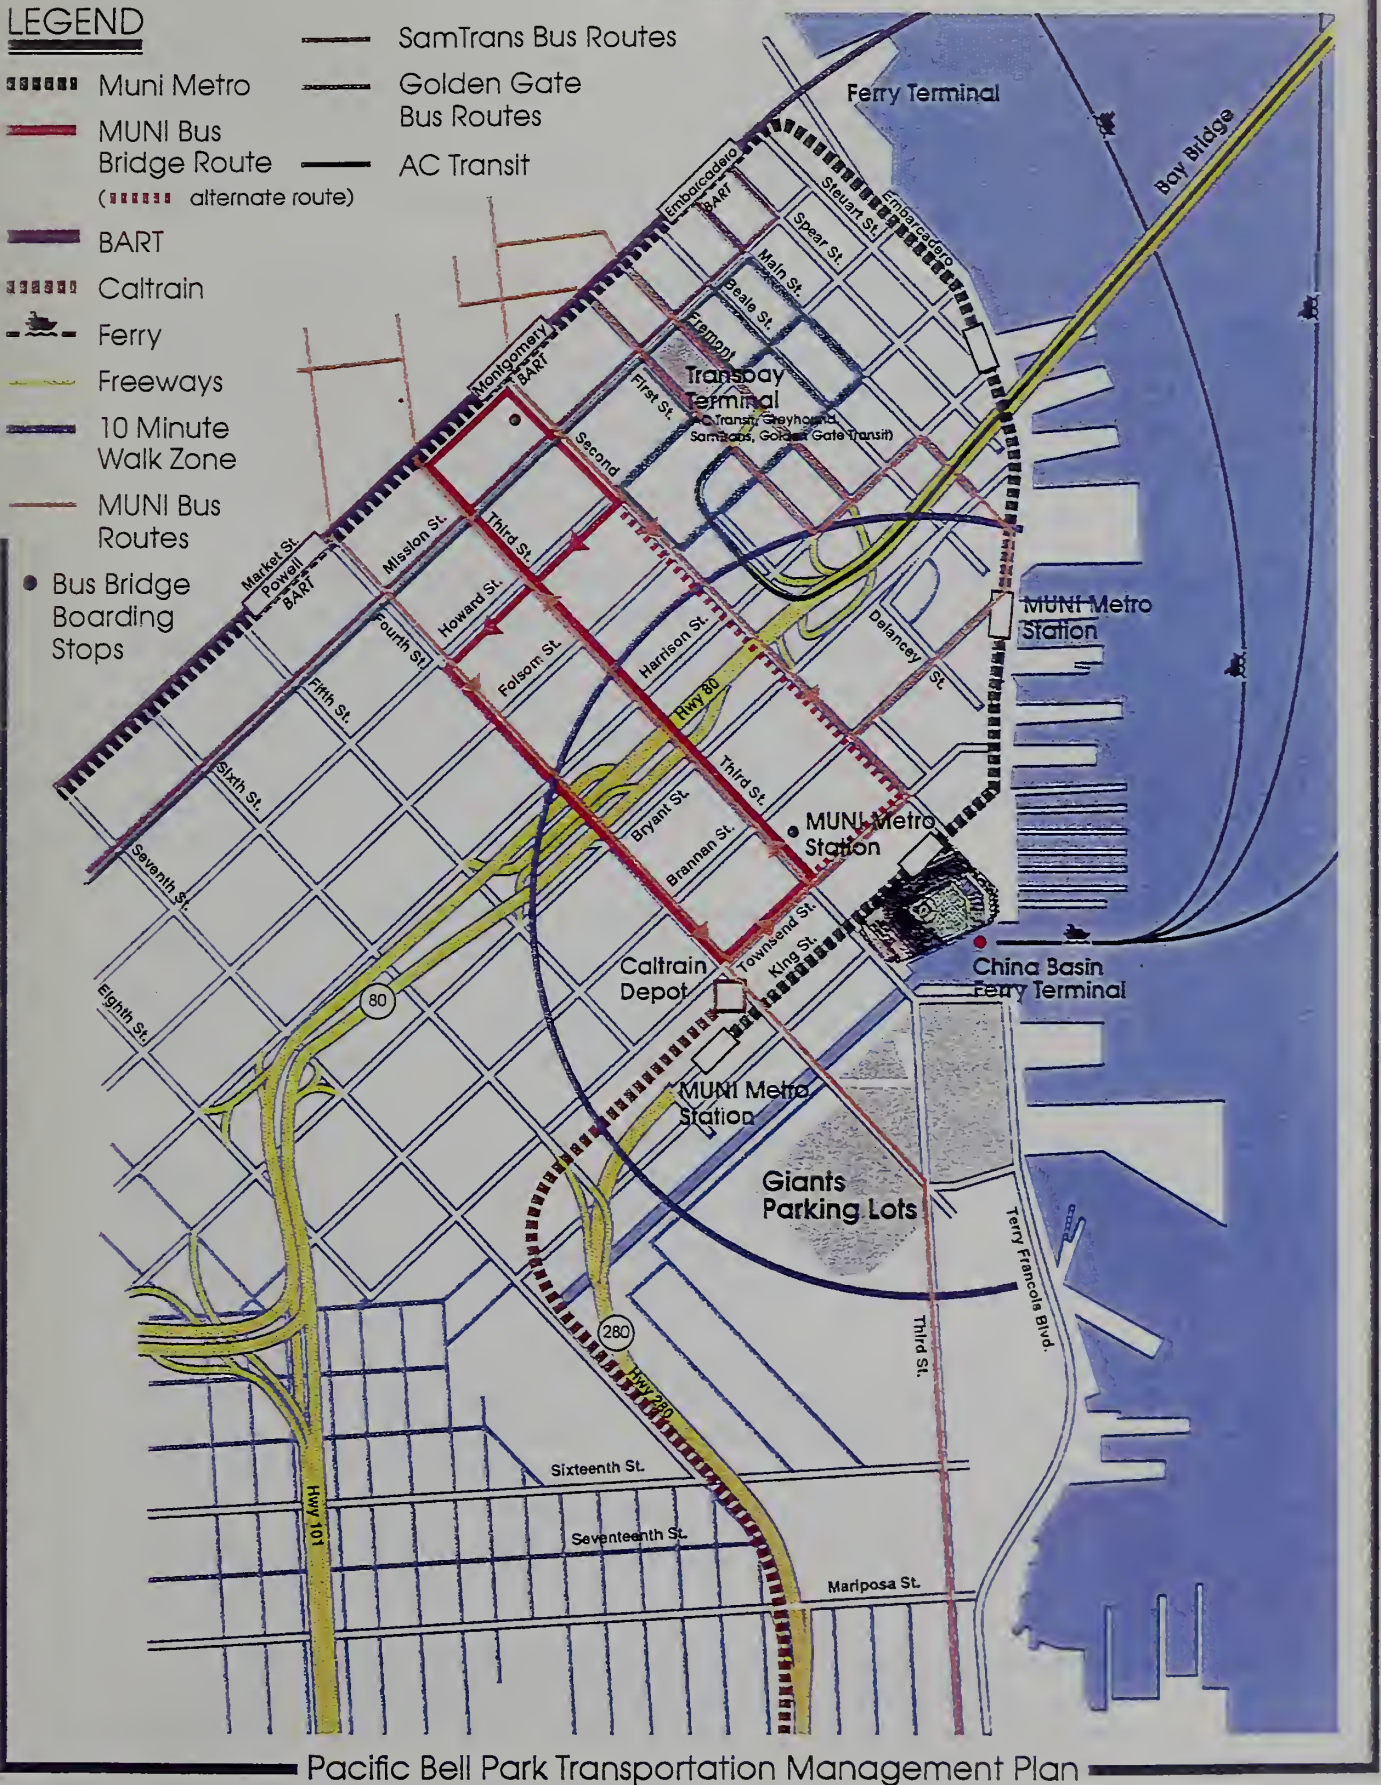 LEGEND
Muni Metro
MUNI Bus
Bridge Route
(alternate route)
BART
Caltrain
Ferry
Freeways
10 Minute
Walk Zone
MUNI Bus
Routes
Bus Bridge
Boarding
Stops
SamTrans Bus Routes
Golden Gate
Bus Routes
AC Transit
Ferry Terminal
Bay Bridge
Embarcadero
BART
Steuart St.
Embarcadero
Spear St.
Main St.
Beale St.
Fremont
Montgomery
BART
Transbay
Terminal
AC Transit, Greyhound,
SamTrans, Golden Gate Transit)
First St.
Second
Market St.
Powell
BART
Mission St.
Third St.
Howard St.
Fourth St.
Folsom St.
Harrison St.
Delancey St.
MUNI Metro
Station
Fifth St.
Hwy 80
Sixth St.
Third St.
Bryant St.
Brannan St.
MUNI Metro
Station
Seventh St.
Townsend St.
King St.
Caltrain
Depot
China Basin
Ferry Terminal
Eighth St.
80
MUNI Metro
Station
Giants
Parking Lots
Terry Francois Blvd.
280
Third St.
Hwy 280
Sixteenth St.
Hwy 101
Seventeenth St.
Mariposa St.
Pacific Bell Park Transportation Management Plan